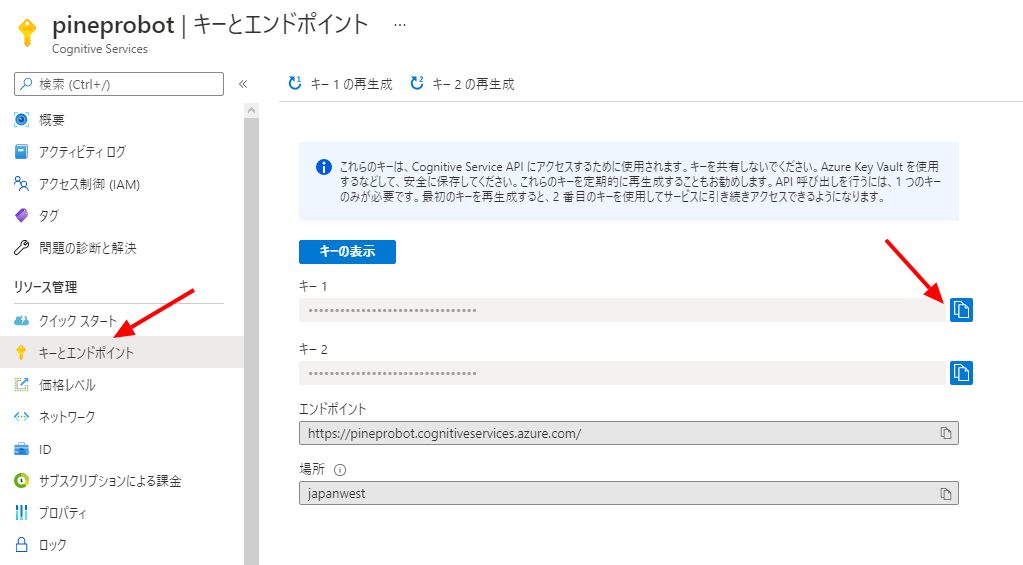 pineprobot | キーとエンドポイント ...
Cognitive Services
検索 (Ctrl+/)
«
キー 1 の再生成
キー 2 の再生成
概要
アクティビティ ログ
アクセス制御 (IAM)
タグ
問題の診断と解決
リソース管理
クイック スタート
キーとエンドポイント
価格レベル
ネットワーク
ID
サブスクリプションによる課金
プロパティ
ロック
これらのキーは、Cognitive Service API にアクセスするために使用されます。キーを共有しないでください。Azure Key Vault を使用
するなどして、安全に保存してください。これらのキーを定期的に再生成することもお勧めします。API 呼び出しを行うには、1 つのキー
のみが必要です。最初のキーを再生成すると、2 番目のキーを使用してサービスに引き続きアクセスできるようになります。
キーの表示
キー 1
••••••••••••••••••••••••••••••••
キー 2
••••••••••••••••••••••••••••••••
エンドポイント
https://pineprobot.cognitiveservices.azure.com/
場所
japanwest